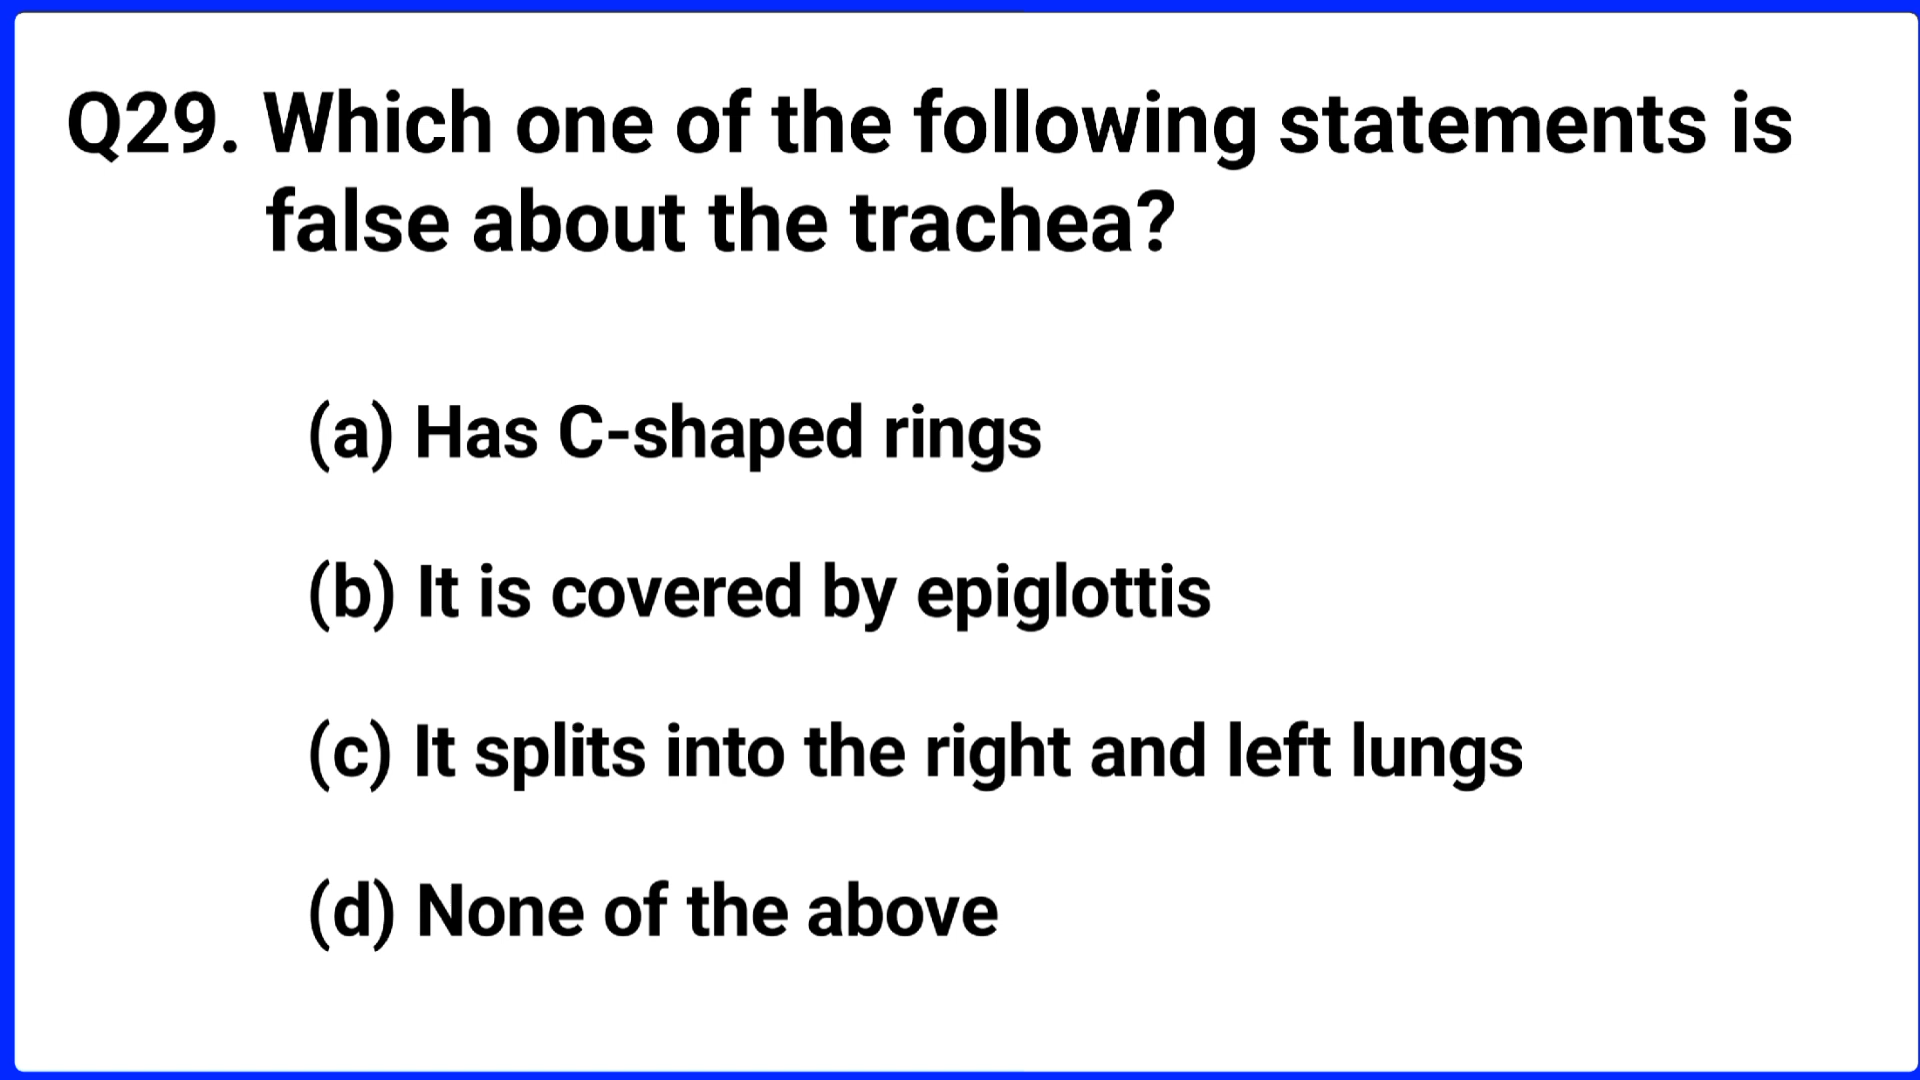 Q29. Which one of the following statements is
false about the trachea?
(a) Has C-shaped rings
(b) It is covered by epiglottis
(c) It splits into the right and left lungs
(d) None of the above